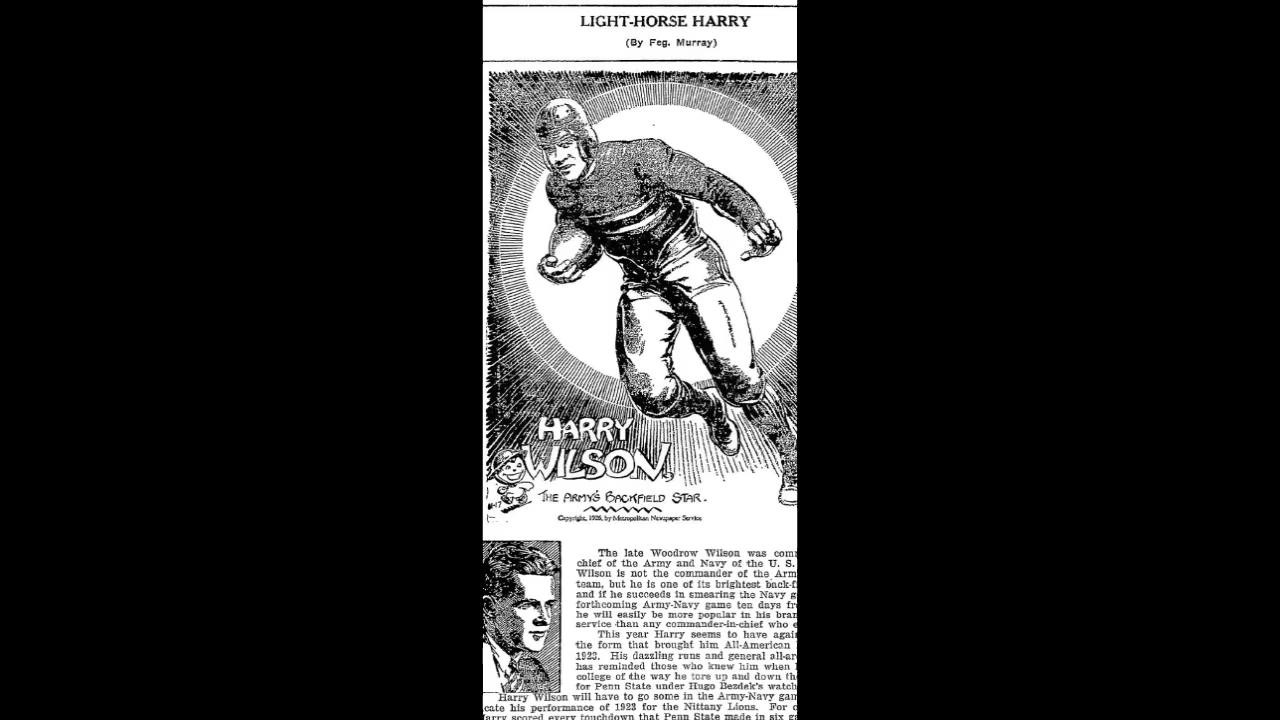 LIGHT-HORSE HARRY
(By Feg. Murray)
HARRY
WILSON,
THE ARMY'S BACKFIELD STAR.
Copyright, 1926, by Metropolitan Newspaper Service
The late Woodrow Wilson was com
chief of the Army and Navy of the U. S.
Wilson is not the commander of the Arm
team, but he is one of its brightest back-f
and if he succeeds in smearing the Navy g
forthcoming Army-Navy game ten days fr
he will easily be more popular in his bran
service than any commander-in-chief who e
This year Harry seems to have agai
the form that brought him All-American
1923. His dazzling runs and general all-ar
has reminded those who knew him when
college of the way he tore up and down th
for Penn State under Hugo Bezdek's watch
Harry Wilson will have to go some in the Army-Navy gam
cate his performance of 1923 for the Nittany Lions. For
arry scored every touchdown that Penn State made in six ga